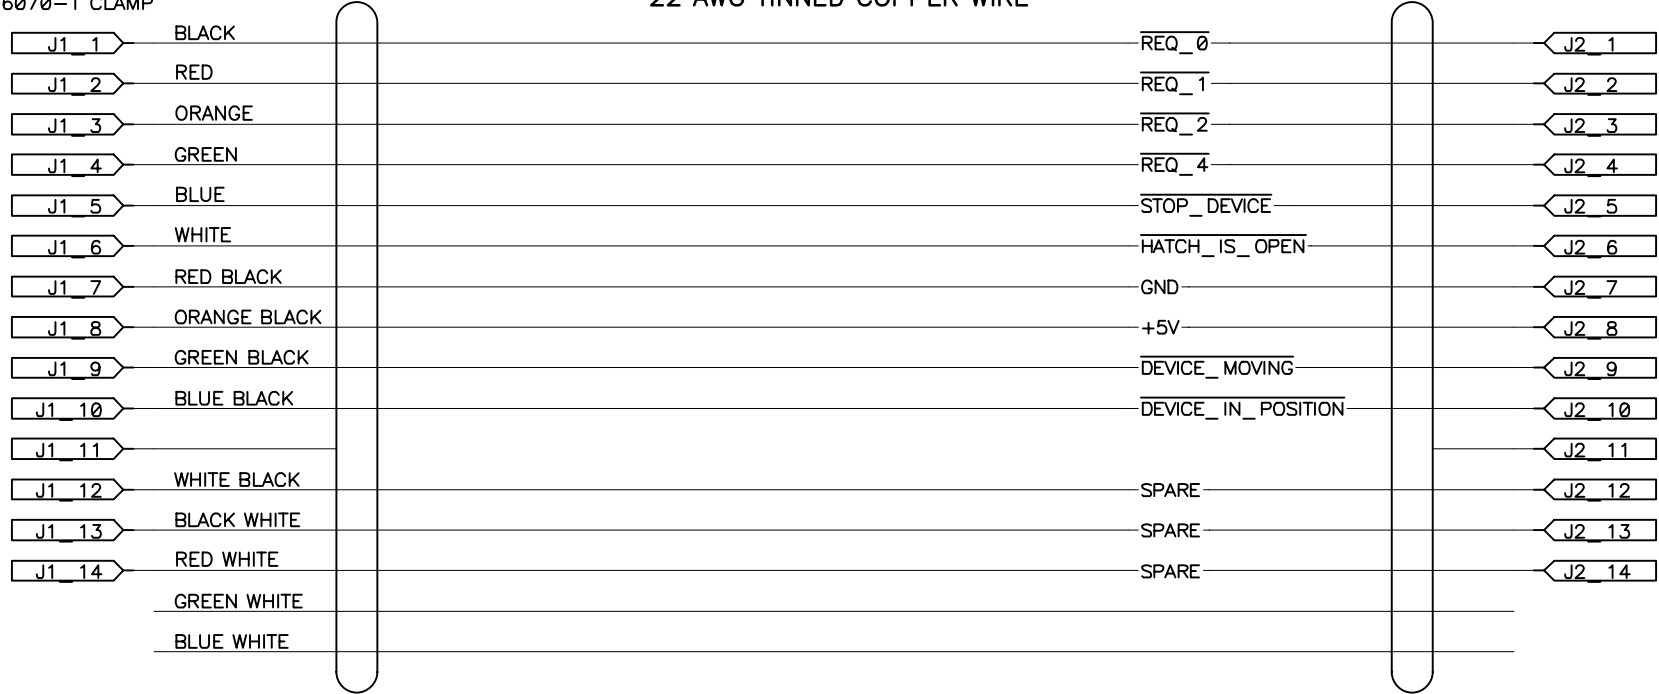 6070-1 CLAMP
22 AWG TINNED COPPER WIRE
J1_1 BLACK REQ_0 J2_1
J1_2 RED REQ_1 J2_2
J1_3 ORANGE REQ_2 J2_3
J1_4 GREEN REQ_4 J2_4
J1_5 BLUE STOP_DEVICE J2_5
J1_6 WHITE HATCH_IS_OPEN J2_6
J1_7 RED BLACK GND J2_7
J1_8 ORANGE BLACK +5V J2_8
J1_9 GREEN BLACK DEVICE_MOVING J2_9
J1_10 BLUE BLACK DEVICE_IN_POSITION J2_10
J1_11 J2_11
J1_12 WHITE BLACK SPARE J2_12
J1_13 BLACK WHITE SPARE J2_13
J1_14 RED WHITE SPARE J2_14
GREEN WHITE
BLUE WHITE